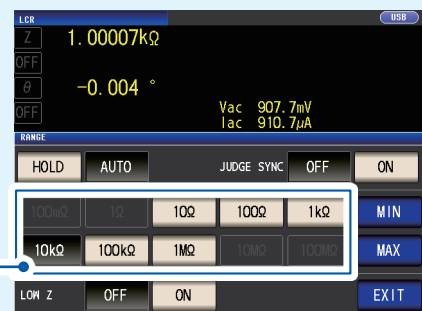 LCR USB
Z 1.00007kΩ
OFF
θ -0.004 °
OFF
Vac 907.7mV
Iac 910.7μA
RANGE
HOLD AUTO JUDGE SYNC OFF ON
100mΩ 1Ω 10Ω 100Ω 1kΩ MIN
10kΩ 100kΩ 1MΩ 10MΩ 100MΩ MAX
LOW Z OFF ON EXIT